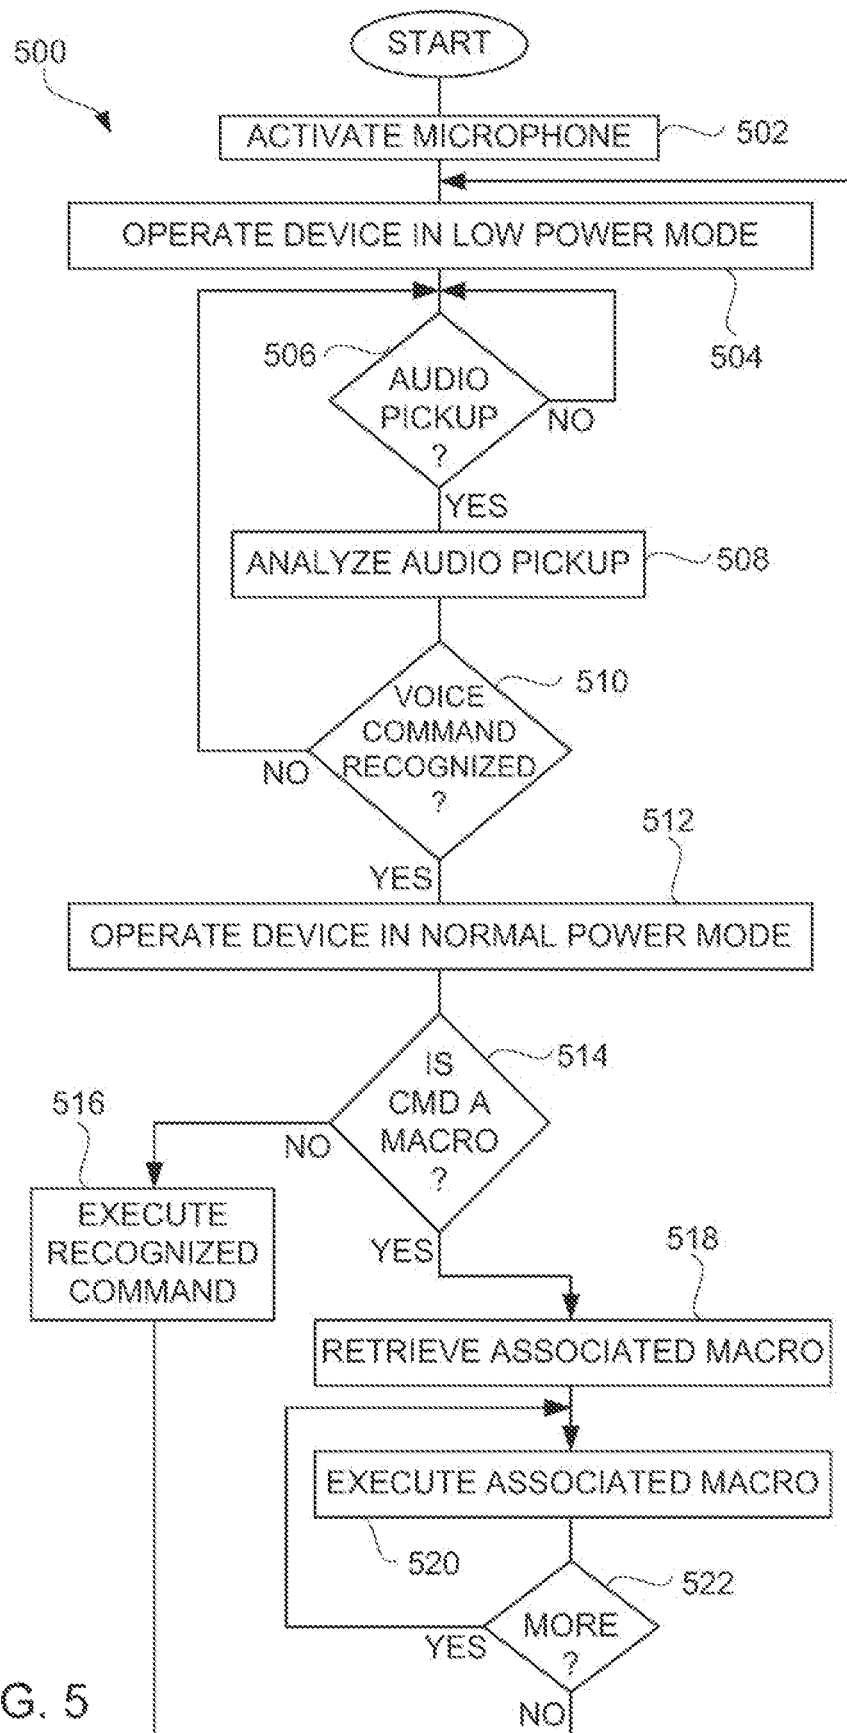 START
500
ACTIVATE MICROPHONE
502
OPERATE DEVICE IN LOW POWER MODE
504
506
AUDIO
PICKUP
?
NO
YES
ANALYZE AUDIO PICKUP
508
VOICE
COMMAND
RECOGNIZED
?
510
NO
YES
512
OPERATE DEVICE IN NORMAL POWER MODE
IS
CMD A
MACRO
?
514
NO
516
EXECUTE
RECOGNIZED
COMMAND
YES
518
RETRIEVE ASSOCIATED MACRO
EXECUTE ASSOCIATED MACRO
520
522
MORE
?
YES
NO
G. 5